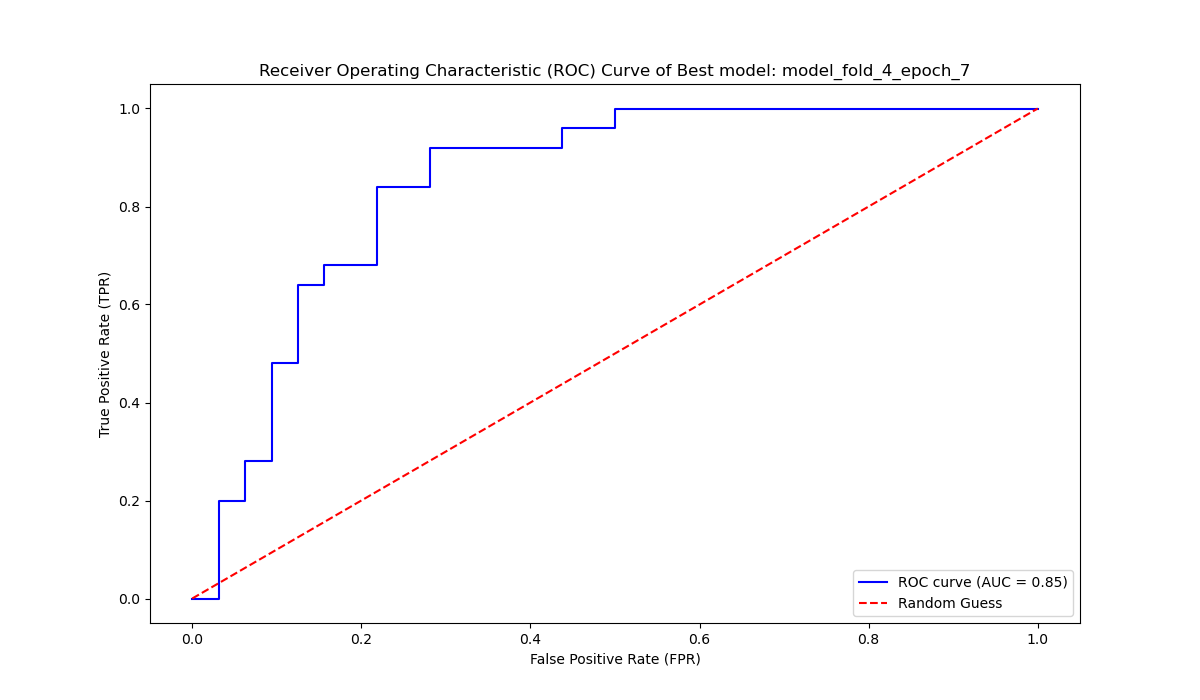 Receiver Operating Characteristic (ROC) Curve of Best model: model_fold_4_epoch_7
True Positive Rate (TPR)
1.0
0.8
0.6
0.4
0.2
0.0
0.0 0.2 0.4 0.6 0.8 1.0
False Positive Rate (FPR)
ROC curve (AUC = 0.85)
Random Guess